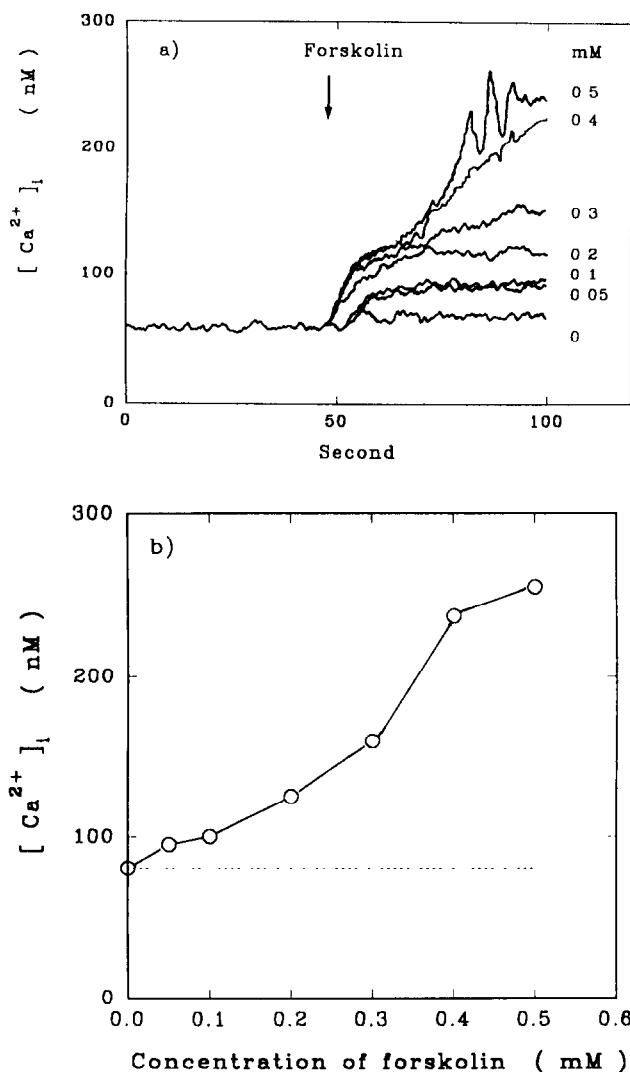 a)
Forskolin
mM
300
200
100
0
[ Ca2+ ]i ( nM )
0 5
0 4
0 3
0 2
0 1
0 05
0
0
50
100
Second
b)
300
200
100
0
[ Ca2+ ]i ( nM )
0.0 0.1 0.2 0.3 0.4 0.5 0.6
Concentration of forskolin ( mM )